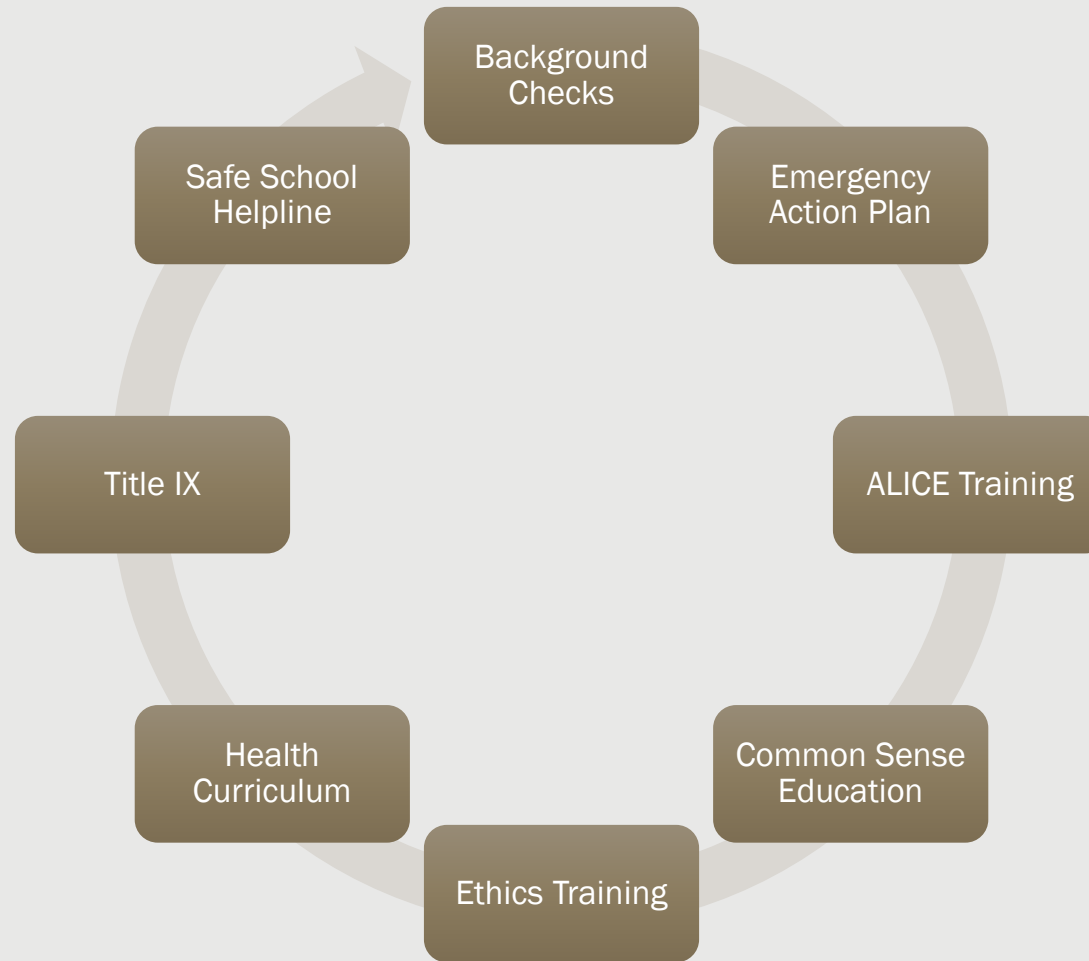 Background
Checks
Emergency
Action Plan
ALICE Training
Common Sense
Education
Ethics Training
Health
Curriculum
Title IX
Safe School
Helpline